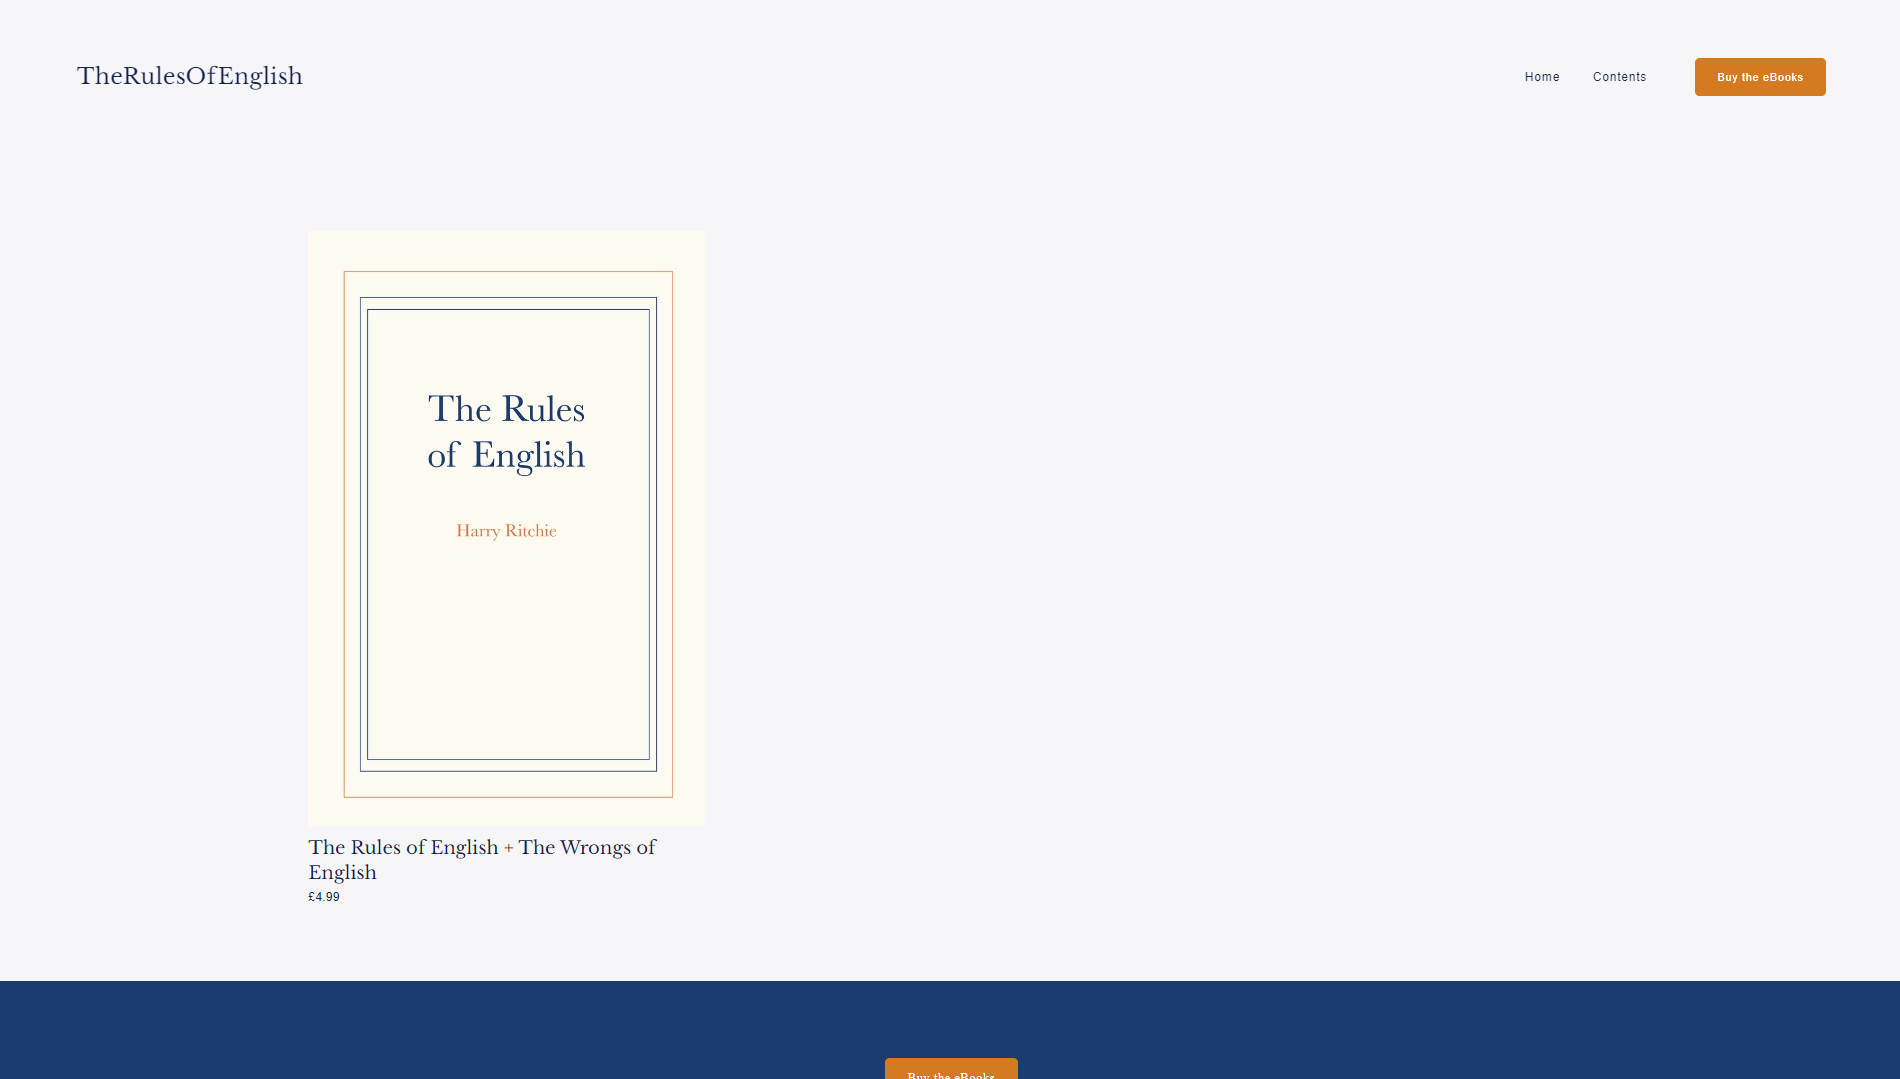 TheRulesOfEnglish
Home
Contents
Buy the eBooks
The Rules
of English
Harry Ritchie
The Rules of English + The Wrongs of
English
£4.99
Buy the eBooks